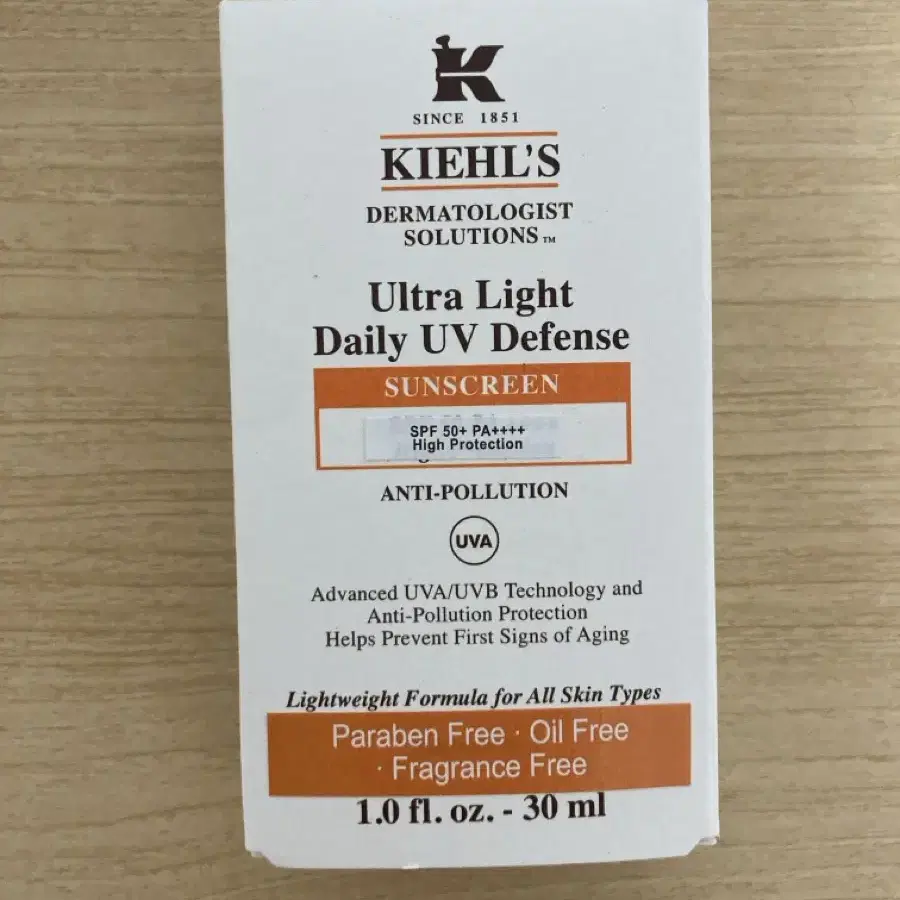 K
SINCE 1851
KIEHL'S
DERMATOLOGIST
SOLUTIONS™
Ultra Light
Daily UV Defense
SUNSCREEN
SPF 50+ PA++++
High Protection
ANTI-POLLUTION
UVA
Advanced UVA/UVB Technology and
Anti-Pollution Protection
Helps Prevent First Signs of Aging
Lightweight Formula for All Skin Types
Paraben Free · Oil Free
· Fragrance Free
1.0 fl. oz. - 30 ml